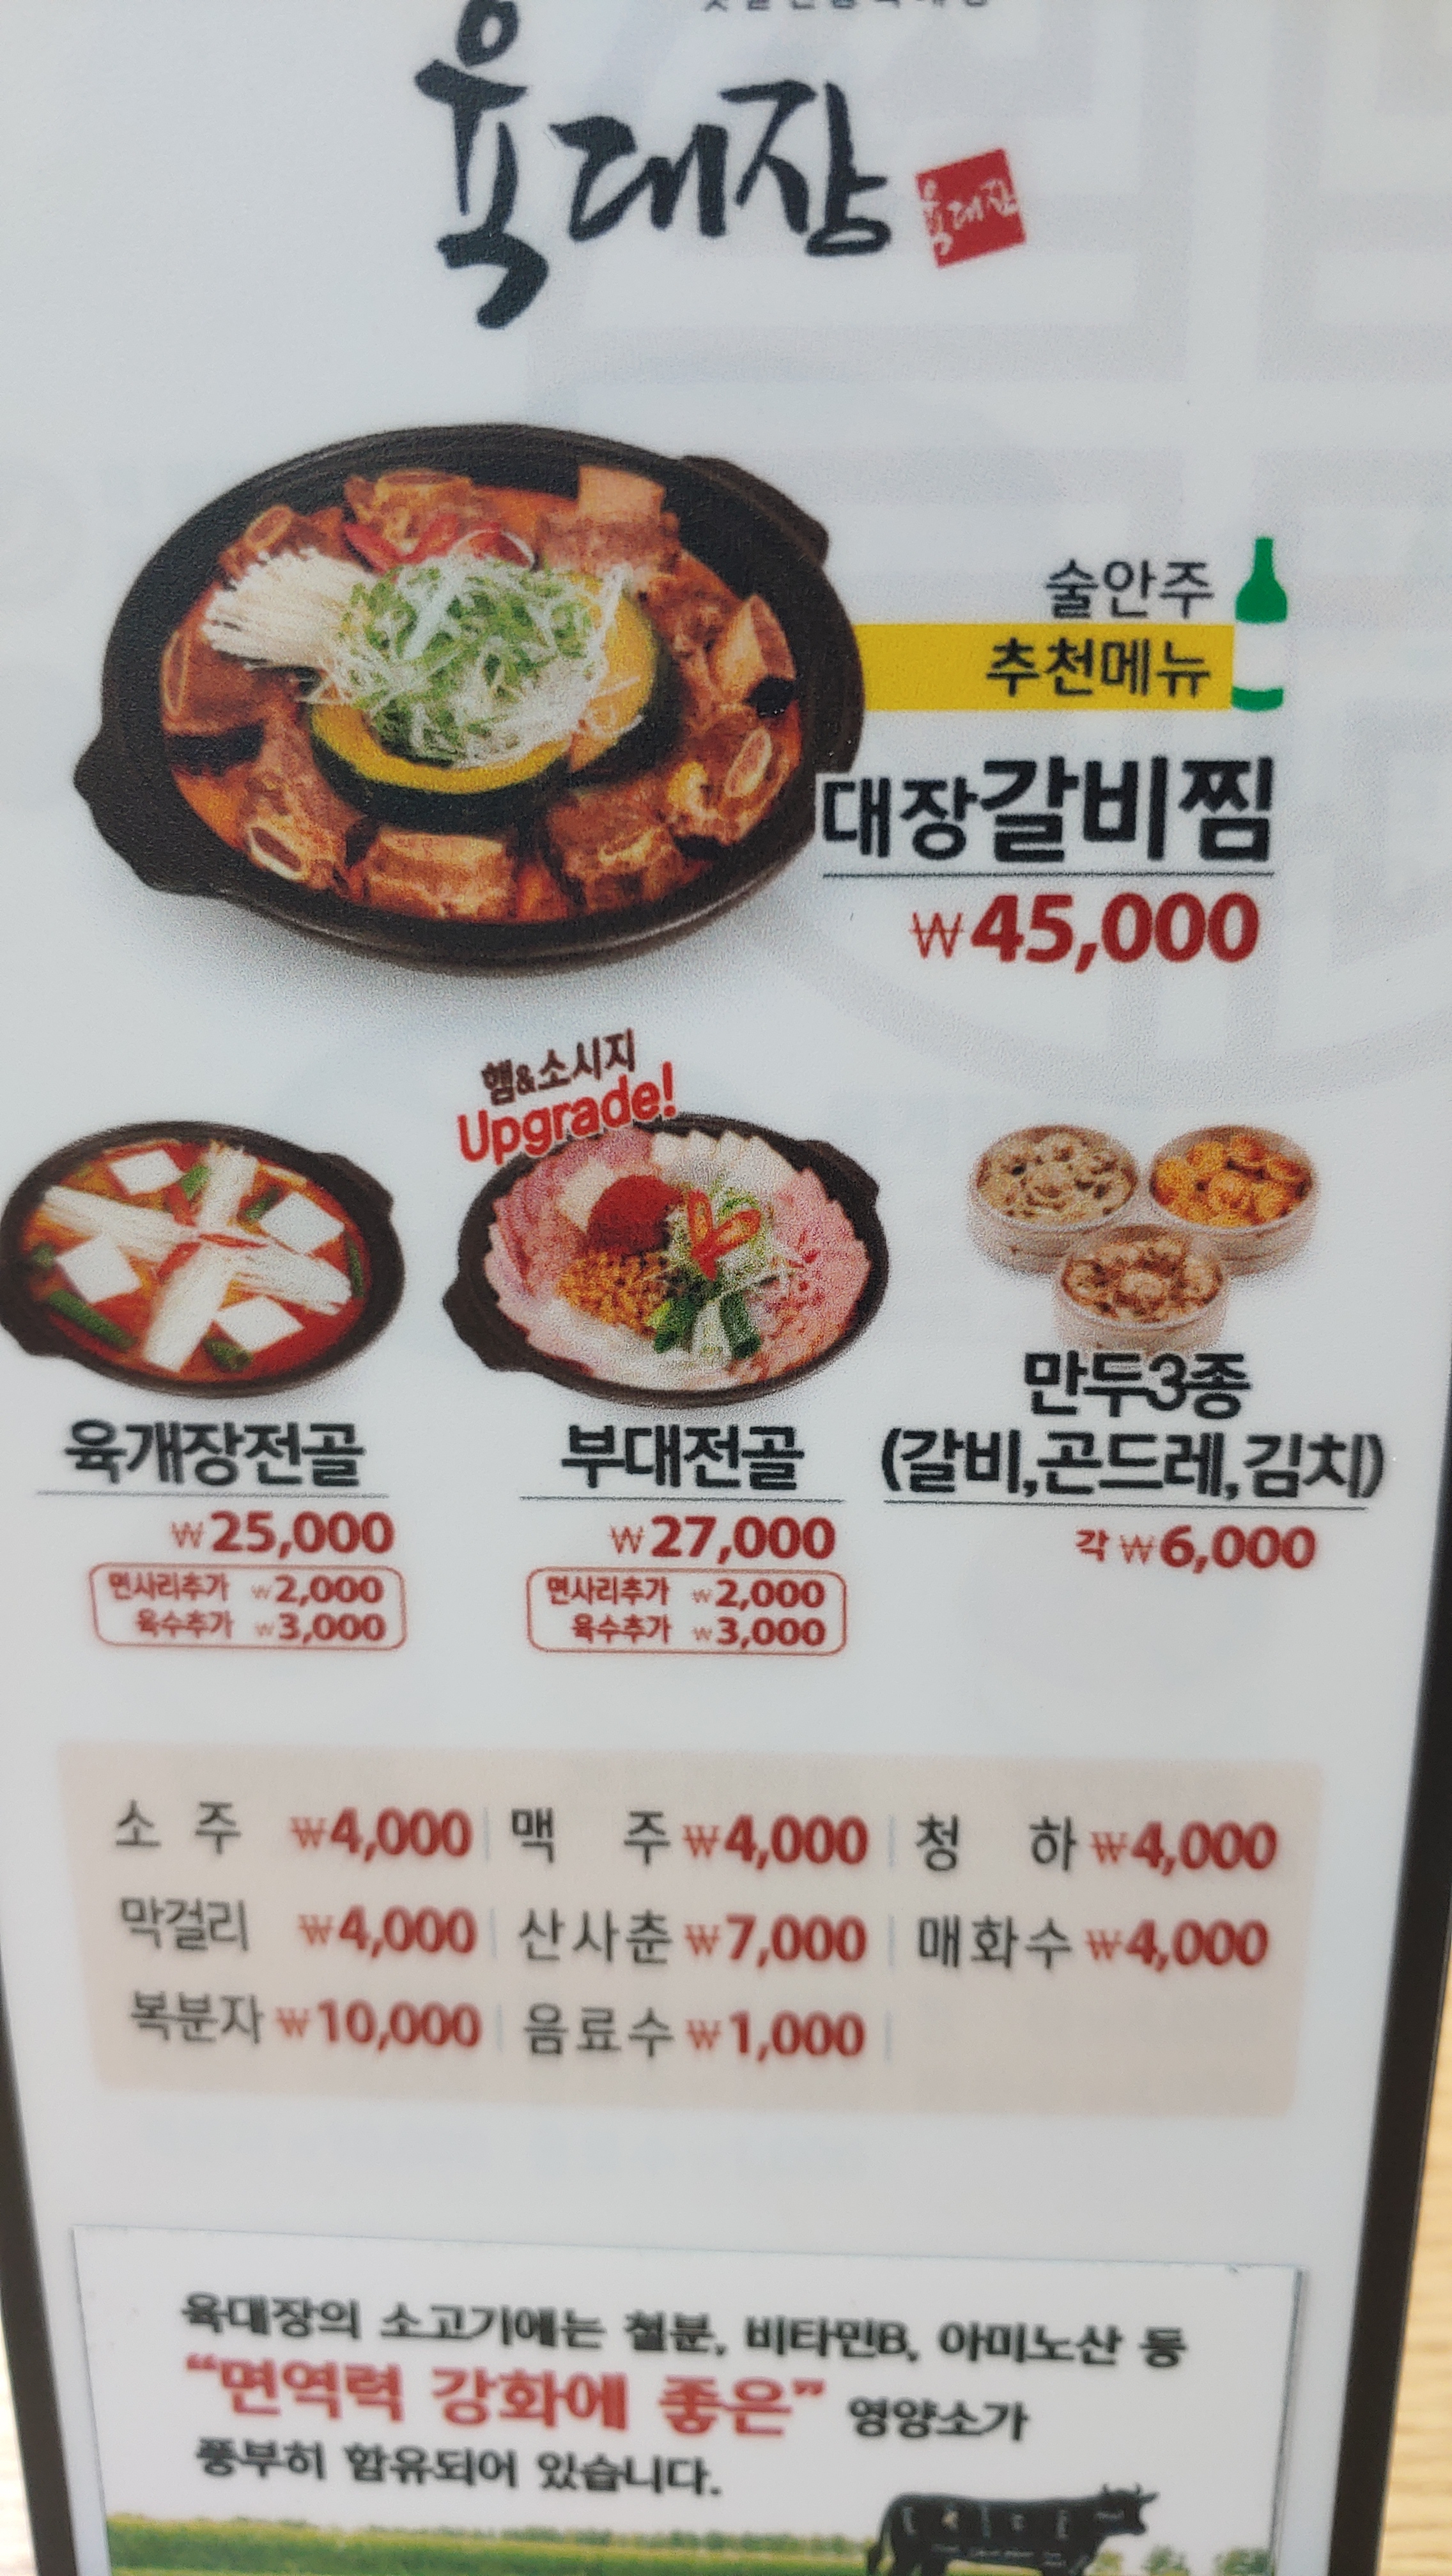 육대장
육대장
술안주
추천메뉴
대장갈비찜
₩45,000
햄&소시지
Upgrade!
육개장전골
₩25,000
면사리추가 ₩2,000
육수추가 ₩3,000
부대전골
₩27,000
면사리추가 ₩2,000
육수추가 ₩3,000
만두3종
(갈비,곤드레,김치)
각 ₩6,000
소 주 ₩4,000 맥 주 ₩4,000 청 하 ₩4,000
막걸리 ₩4,000 산사춘 ₩7,000 매화수 ₩4,000
복분자 ₩10,000 음료수 ₩1,000
육대장의 소고기에는 철분, 비타민B, 아미노산 등
“면역력 강화에 좋은” 영양소가
풍부히 함유되어 있습니다.